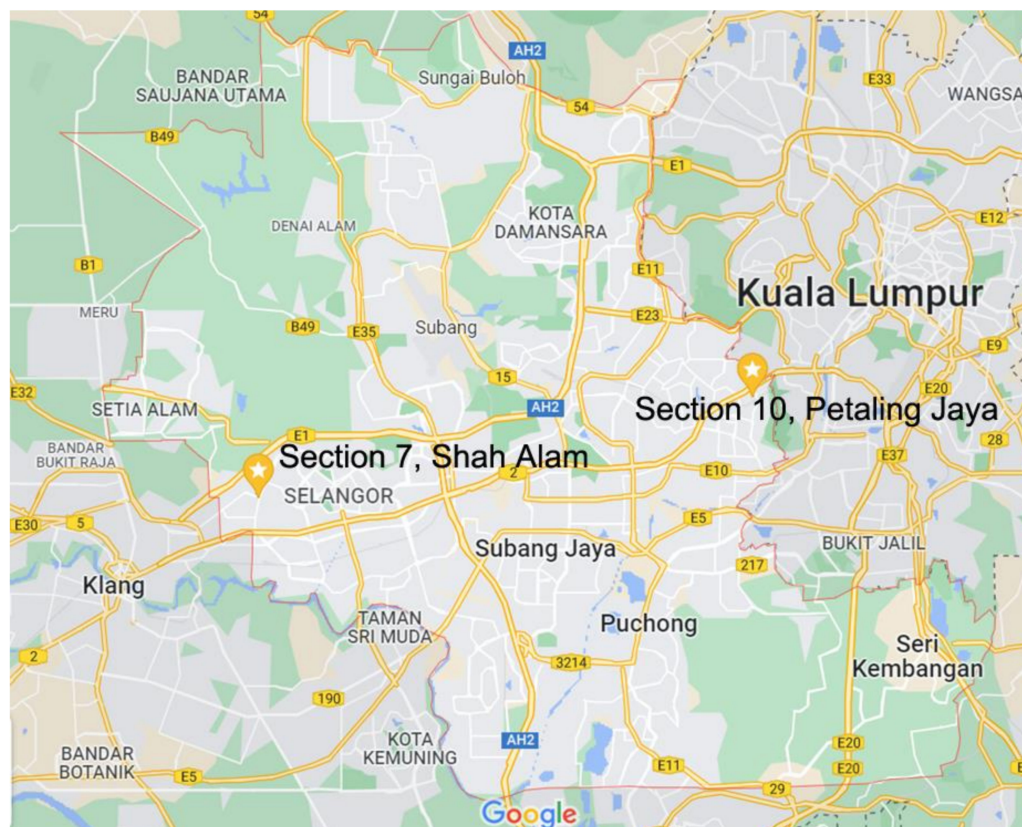 54
AH2
BANDAR
SAUJANA UTAMA
Sungai Buloh
E33
WANGSA
54
B49
E1
KOTA
DAMANSARA
E12
DENAI ALAM
B1
E11
Kuala Lumpur
MERU
B49
E35
Subang
E23
E9
15
E32
E20
SETIA ALAM
AH2
Section 10, Petaling Jaya
E1
28
BANDAR
BUKIT RAJA
Section 7, Shah Alam
E37
2
E10
SELANGOR
E30
5
E5
Subang Jaya
BUKIT JALIL
217
Klang
TAMAN
SRI MUDA
Puchong
Seri
Kembangan
2
3214
190
KOTA
KEMUNING
AH2
E20
BANDAR
BOTANIK
E5
E11
E20
29
Google